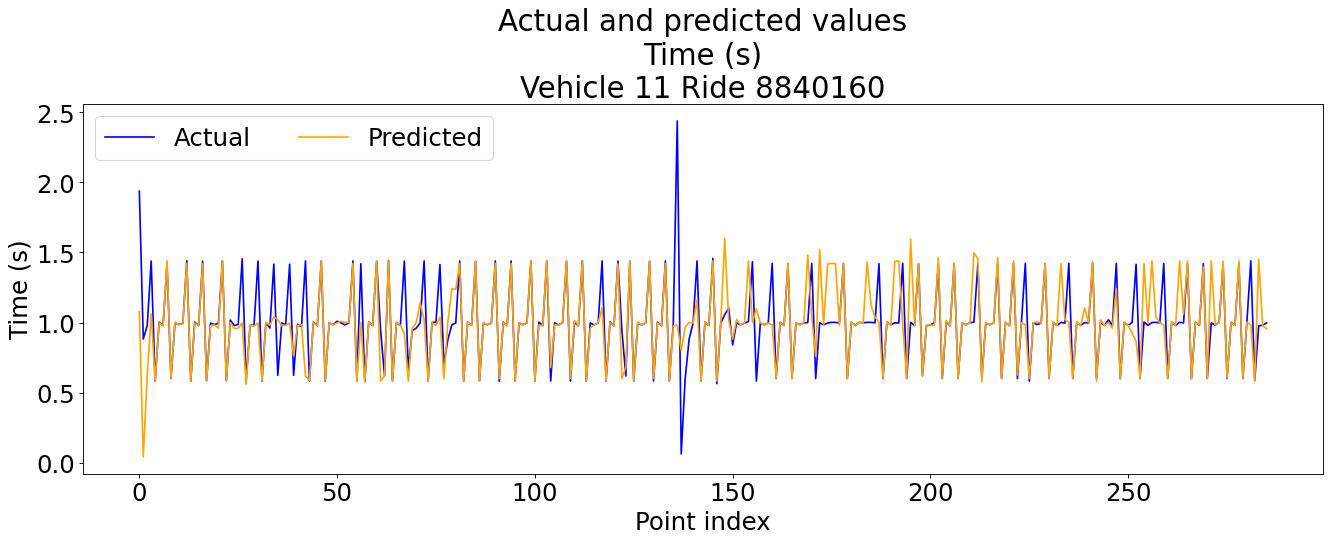 Actual and predicted values
Time (s)
Vehicle 11 Ride 8840160
2.5
Actual
Predicted
2.0
1.5
1.0
0.5
0.0
Time (s)
0
50
100
150
200
250
Point index